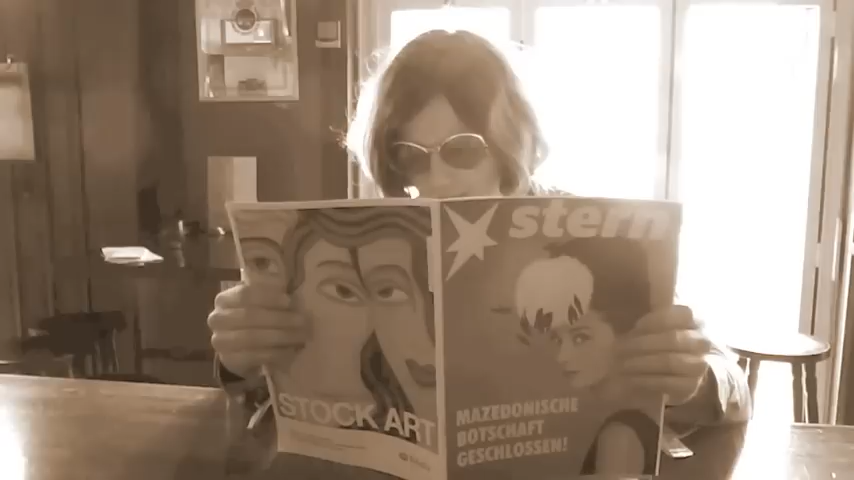 stern
STOCK ART
MAZEDONISCHE
BOTSCHAFT
GESCHLOSSEN!